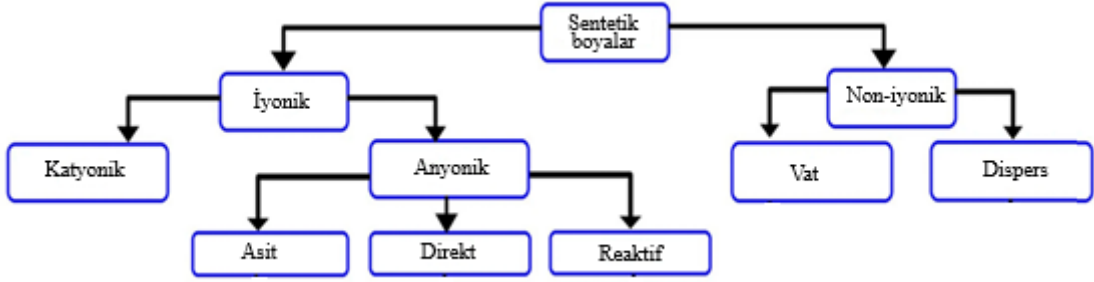 Sentetik
boyalar
İyonik
Non-iyonik
Katyonik
Anyonik
Vat
Dispers
Asit
Direkt
Reaktif